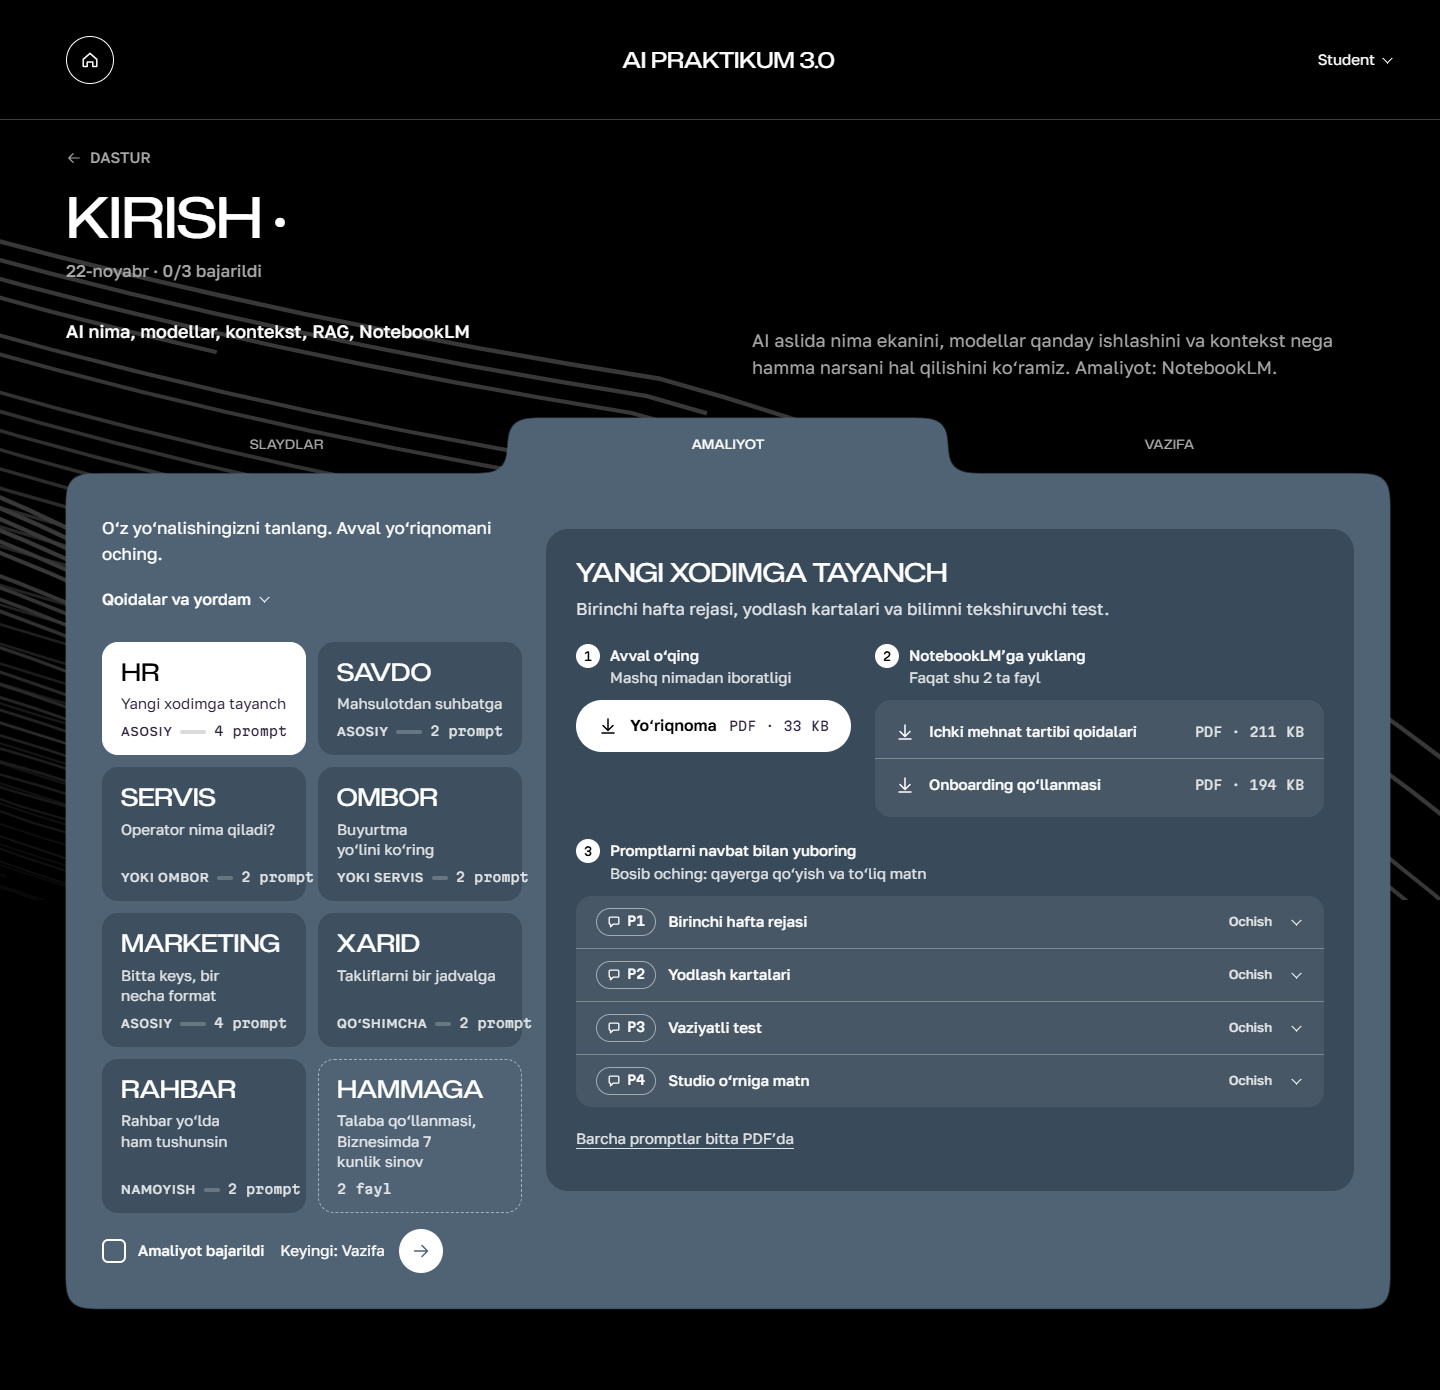 AI PRAKTIKUM 3.0
Student
← DASTUR
KIRISH •
22-noyabr · 0/3 bajarildi
AI nima, modellar, kontekst, RAG, NotebookLM
AI aslida nima ekanini, modellar qanday ishlashini va kontekst nega
hamma narsani hal qilishini ko‘ramiz. Amaliyot: NotebookLM.
SLAYDLAR
AMALIYOT
VAZIFA
O‘z yo‘nalishingizni tanlang. Avval yo‘riqnomani
oching.
Qoidalar va yordam
HR
Yangi xodimga tayanch
ASOSIY — 4 prompt
SAVDO
Mahsulotdan suhbatga
ASOSIY — 2 prompt
SERVIS
Operator nima qiladi?
YOKI OMBOR — 2 prompt
OMBOR
Buyurtma
yo‘lini ko‘ring
YOKI SERVIS — 2 prompt
MARKETING
Bitta keys, bir
necha format
ASOSIY — 4 prompt
XARID
Takliflarni bir jadvalga
QO‘SHIMCHA — 2 prompt
RAHBAR
Rahbar yo‘lda
ham tushunsin
NAMOYISH — 2 prompt
HAMMAGA
Talaba qo‘llanmasi,
Biznesimda 7
kunlik sinov
2 fayl
Amaliyot bajarildi
Keyingi: Vazifa
YANGI XODIMGA TAYANCH
Birinchi hafta rejasi, yodlash kartalari va bilimni tekshiruvchi test.
1 Avval o‘qing
Mashq nimadan iboratligi
Yo‘riqnoma PDF · 33 KB
2 NotebookLM’ga yuklang
Faqat shu 2 ta fayl
Ichki mehnat tartibi qoidalari PDF · 211 KB
Onboarding qo‘llanmasi PDF · 194 KB
3 Promptlarni navbat bilan yuboring
Bosib oching: qayerga qo‘yish va to‘liq matn
P1 Birinchi hafta rejasi Ochish
P2 Yodlash kartalari Ochish
P3 Vaziyatli test Ochish
P4 Studio o‘rniga matn Ochish
Barcha promptlar bitta PDF’da